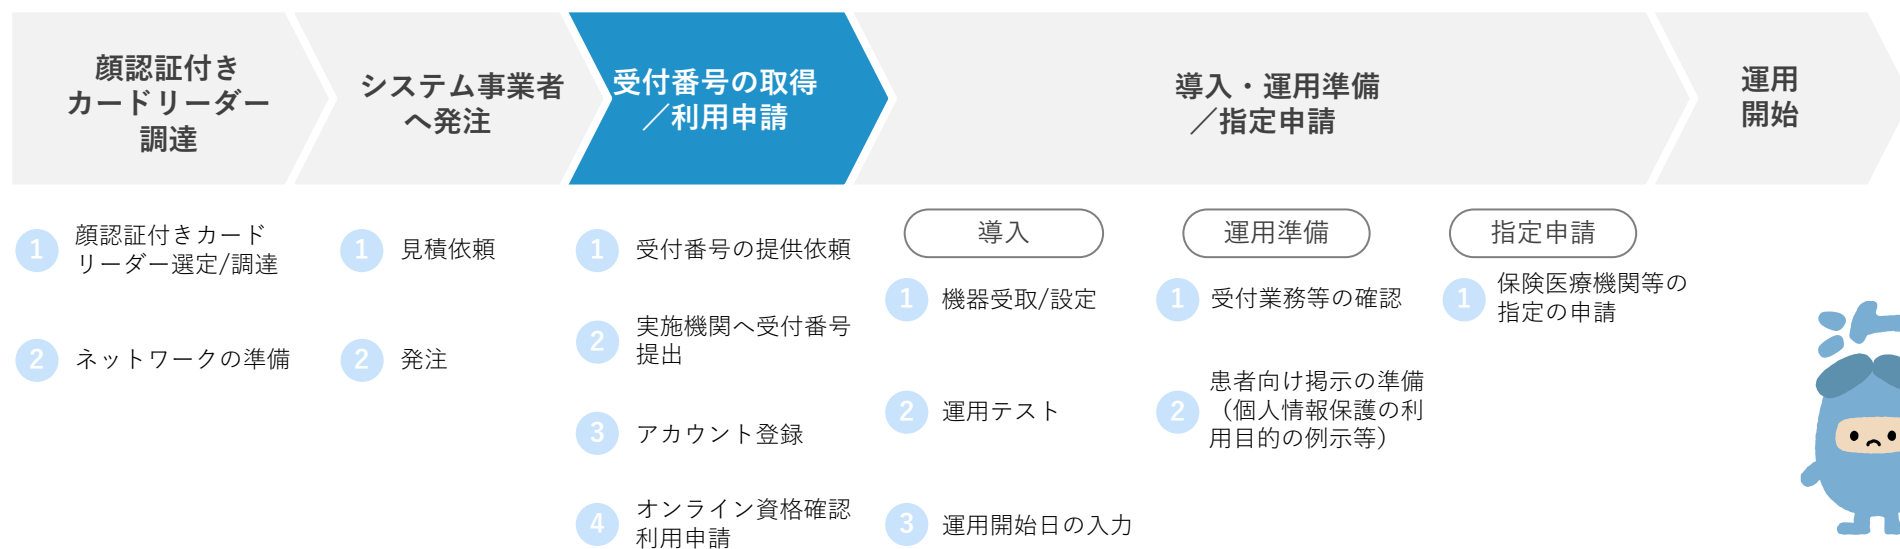 顔認証付き
カードリーダー
調達
システム事業者
へ発注
受付番号の取得
／利用申請
導入・運用準備
／指定申請
運用
開始
1 顔認証付きカード
リーダー選定/調達
2 ネットワークの準備
1 見積依頼
2 発注
1 受付番号の提供依頼
2 実施機関へ受付番号
提出
3 アカウント登録
4 オンライン資格確認
利用申請
導入
1 機器受取/設定
2 運用テスト
3 運用開始日の入力
運用準備
1 受付業務等の確認
2 患者向け掲示の準備
（個人情報保護の利
用目的の例示等）
指定申請
1 保険医療機関等の
指定の申請